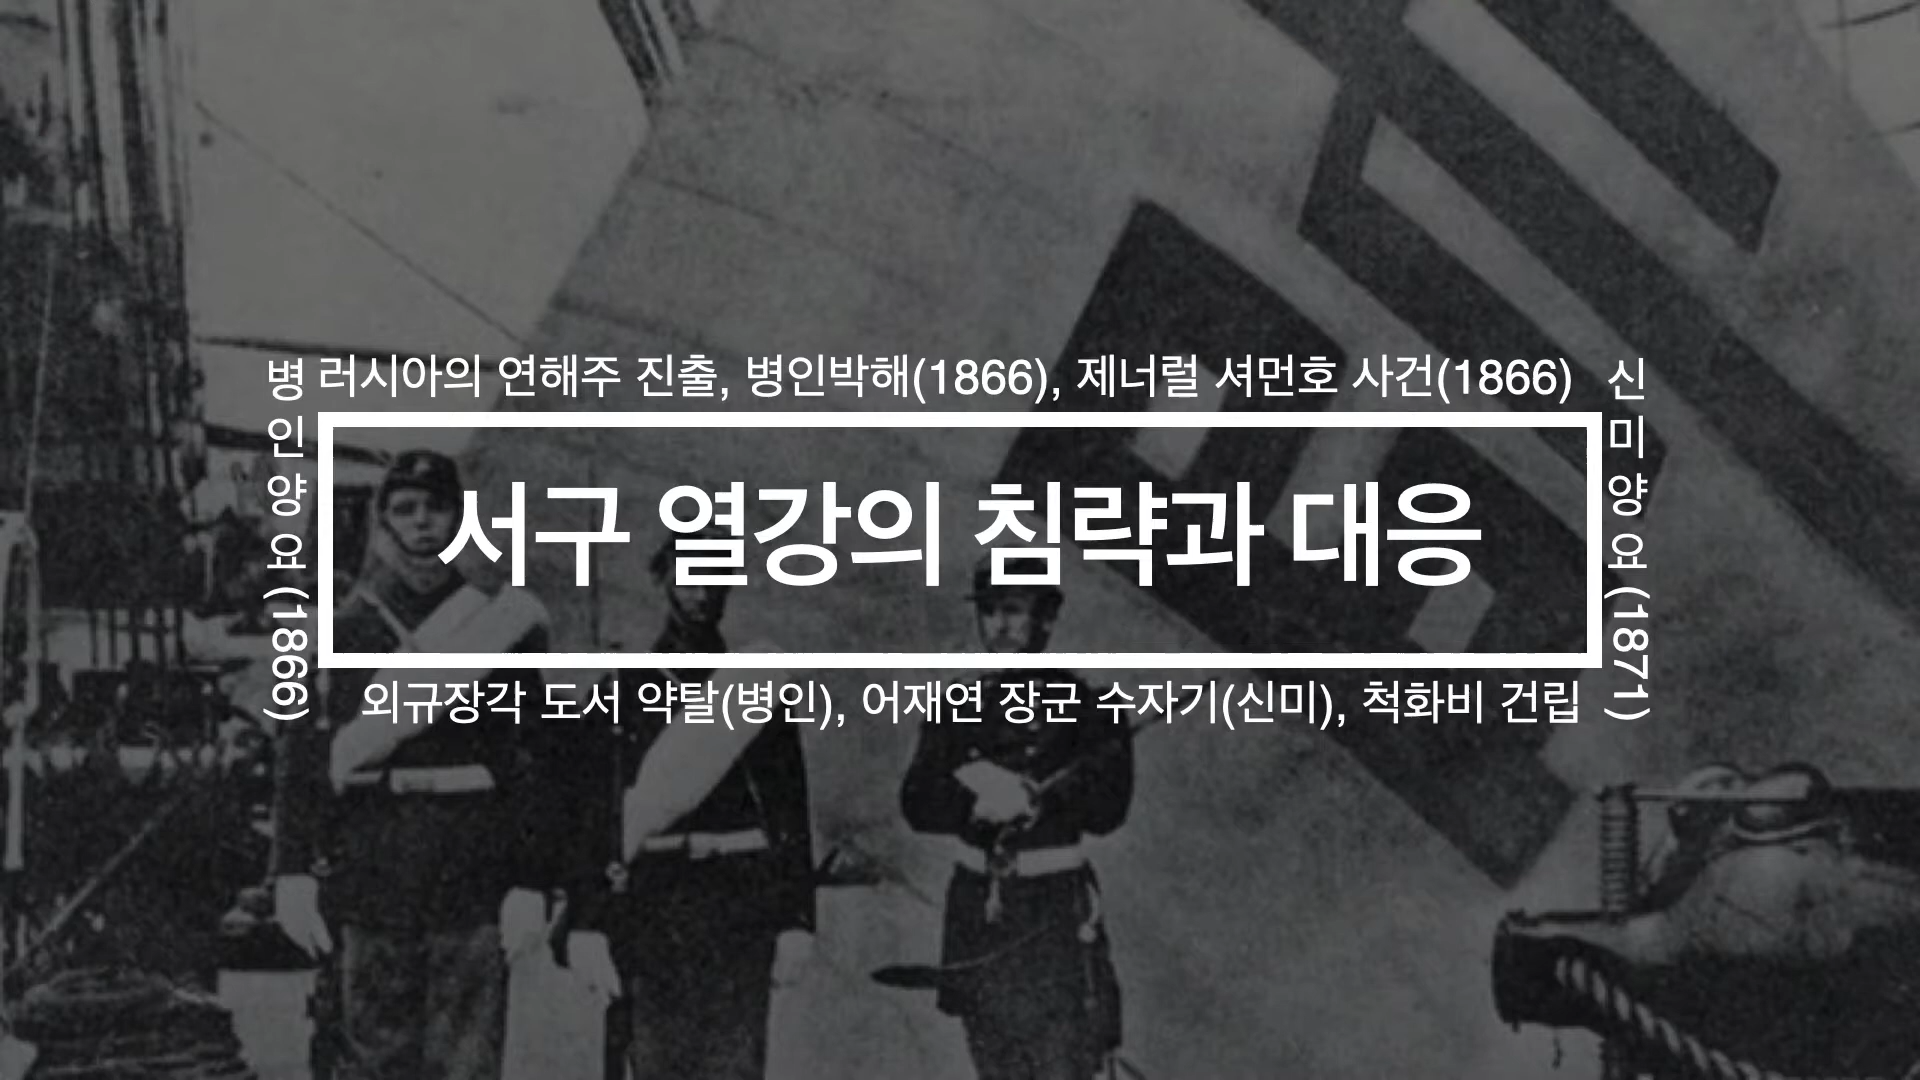 러시아의 연해주 진출, 병인박해(1866), 제너럴 셔먼호 사건(1866)
병인양요(1866)
서구 열강의 침략과 대응
신미양요(1871)
외규장각 도서 약탈(병인), 어재연 장군 수자기(신미), 척화비 건립